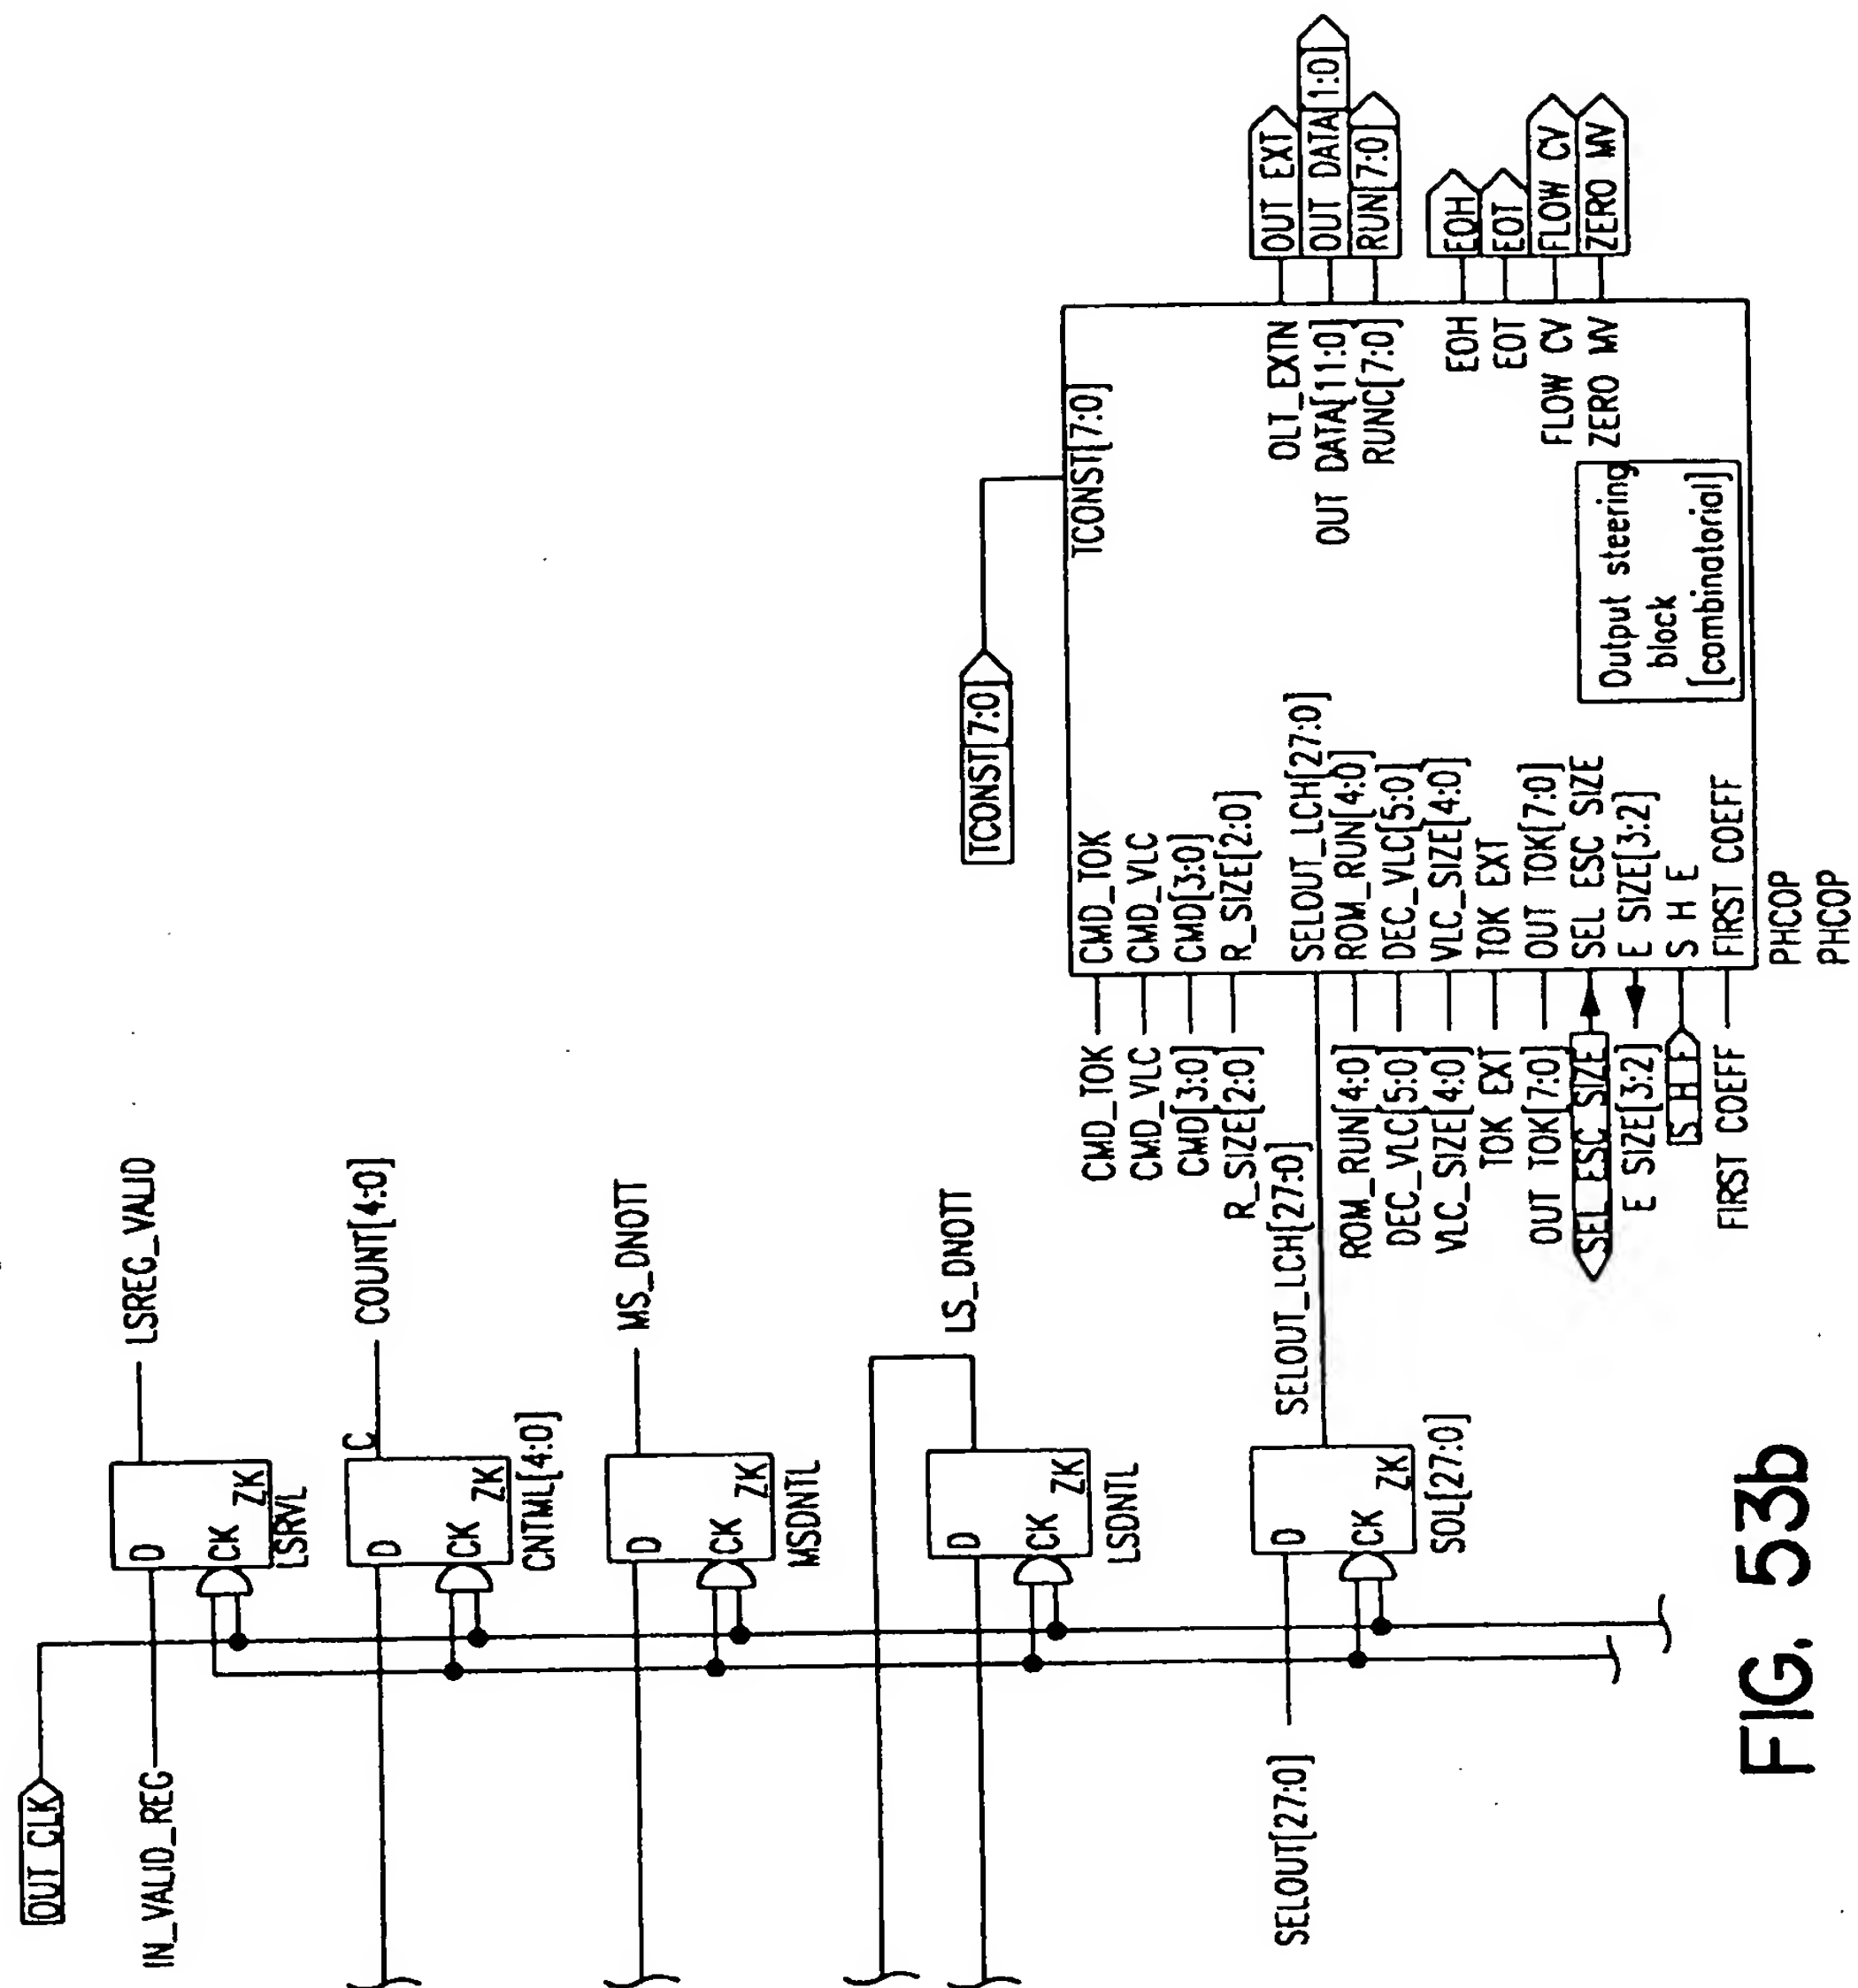 OUT CLK
IN_VALID_REG
D
CK
ZK
LSRVL
LSREG_VALID
D
CK
ZK
C
CNTML[4:0]
COUNT[4:0]
D
CK
ZK
MSDNTL
MS_DNOTT
D
CK
ZK
LSDNTL
LS_DNOTT
SELOUT[27:0]
D
CK
ZK
SOL[27:0]
SELOUT_LCH[27:0]
TCONST[7:0]
TCONST[7:0]
CMD_TOK
CMD_VLC
CMD[3:0]
R_SIZE[2:0]
ROM_RUN[4:0]
DEC_VLC[5:0]
VLC_SIZE[4:0]
TOK EXT
OUT TOK[7:0]
SEL ESC SIZE
E SIZE[3:2]
S H E
FIRST COEFF
CMD_TOK
CMD_VLC
CMD[3:0]
R_SIZE[2:0]
SELOUT_LCH[27:0]
ROM_RUN[4:0]
DEC_VLC[5:0]
VLC_SIZE[4:0]
TOK EXT
OUT TOK[7:0]
SEL ESC SIZE
E SIZE[3:2]
S H E
FIRST COEFF
PHCOP
PHCOP
Output steering
block
[combinatorial]
OLT_EXTN
OUT DATA[11:0]
RUNC[7:0]
EOH
EOT
FLOW CV
ZERO MV
OUT EXT
OUT DATA[1:0]
RUN[7:0]
EOH
EOT
FLOW CV
ZERO MV
FIG. 53b